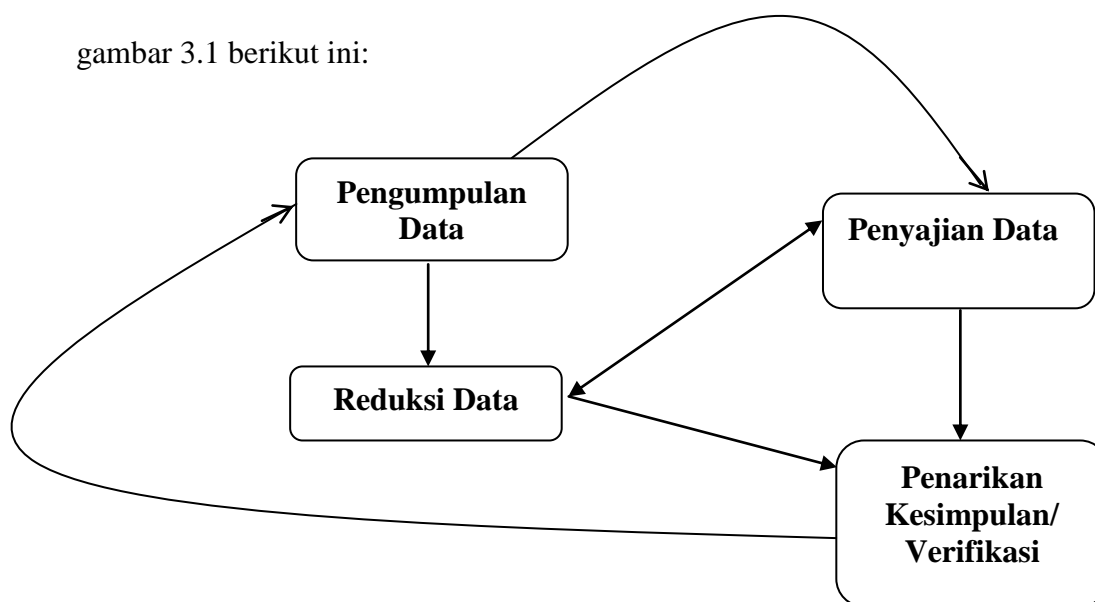 gambar 3.1 berikut ini:
Pengumpulan
Data
Penyajian Data
Reduksi Data
Penarikan
Kesimpulan/
Verifikasi